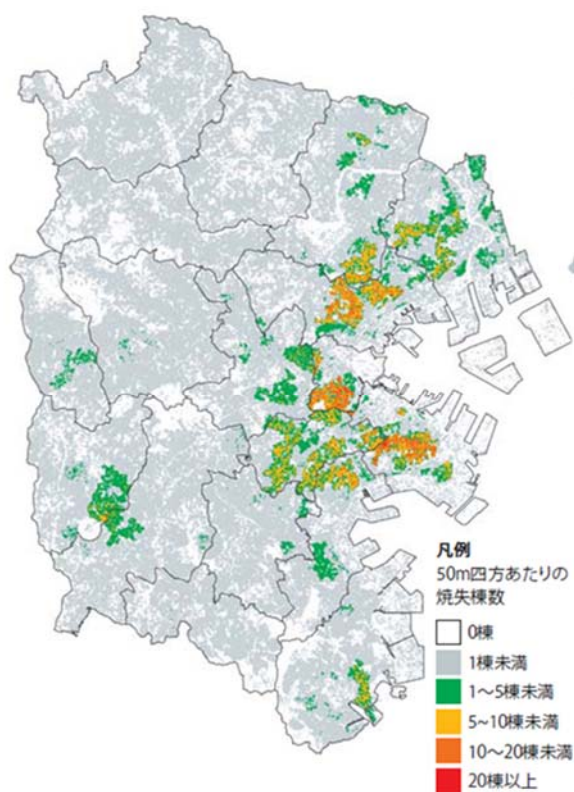 凡例
50m四方あたりの
焼失棟数
0棟
1棟未満
1～5棟未満
5~10棟未満
10～20棟未満
20棟以上